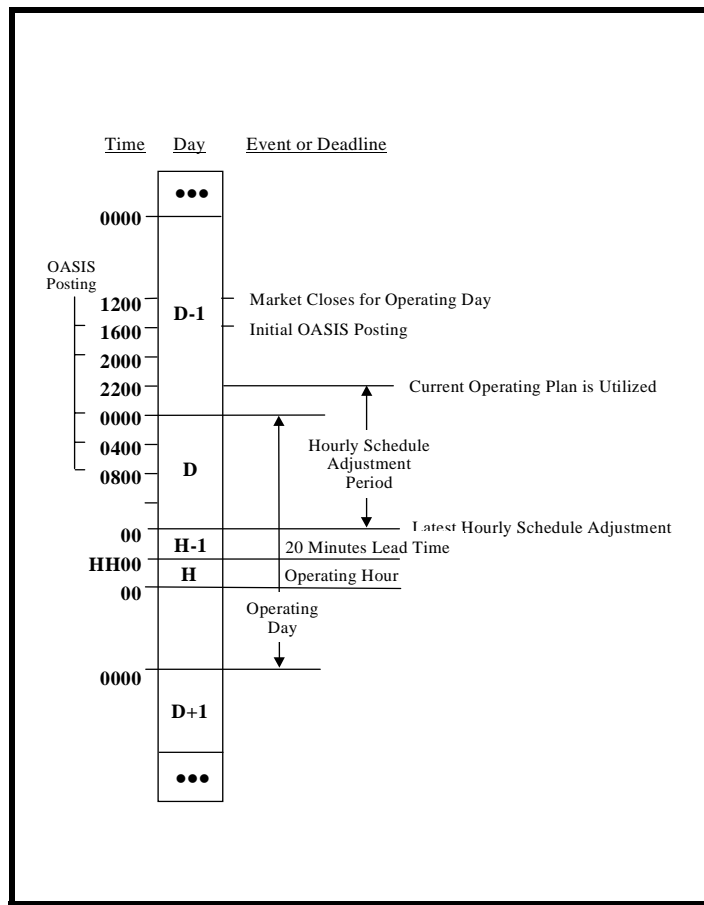 Time Day Event or Deadline
●●●
0000
OASIS
Posting
1200 D-1 Market Closes for Operating Day
1600 Initial OASIS Posting
2000
2200 Current Operating Plan is Utilized
0000
0400 Hourly Schedule
Adjustment
Period
0800 D
00 Latest Hourly Schedule Adjustment
H-1 20 Minutes Lead Time
HH00
H Operating Hour
00
Operating
Day
0000
D+1
●●●